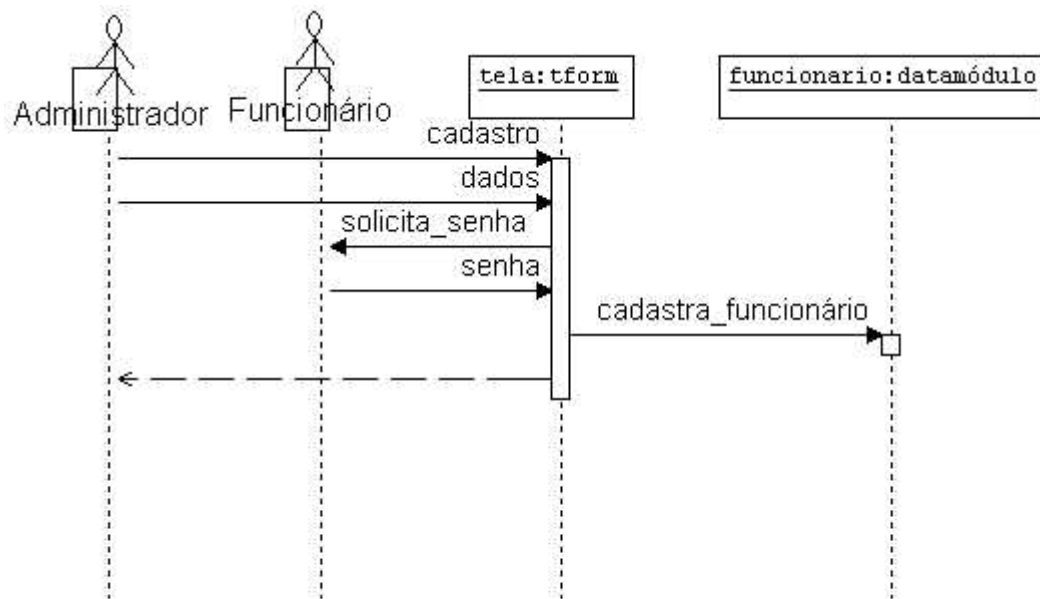 tela:tform
funcionario:datamódulo
Administrador
Funcionário
cadastro
dados
solicita_senha
senha
cadastra_funcionário